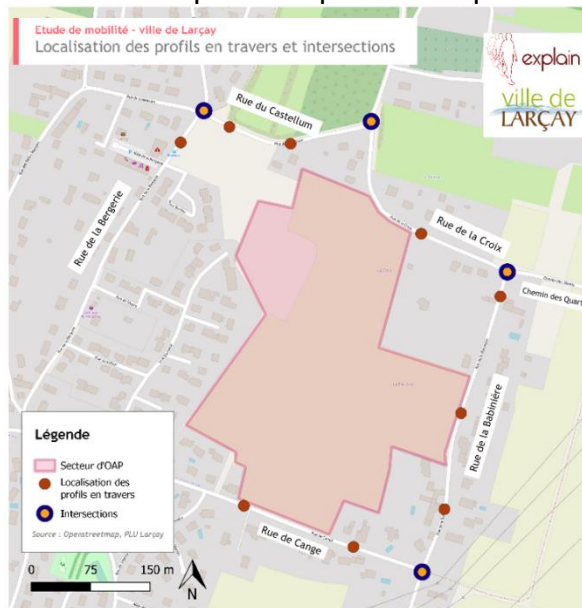 Etude de mobilité - ville de Larçay
Localisation des profils en travers et intersections
explain
ville de
LARÇAY
Rue du Castellum
Rue de la Bergerie
Rue de la Croix
Chemin des Quart
Rue de la Babinière
Rue de Cange
Légende
Secteur d'OAP
Localisation des
profils en travers
Intersections
Source : Openstreetmap, PLU Larçay
0 75 150 m
N